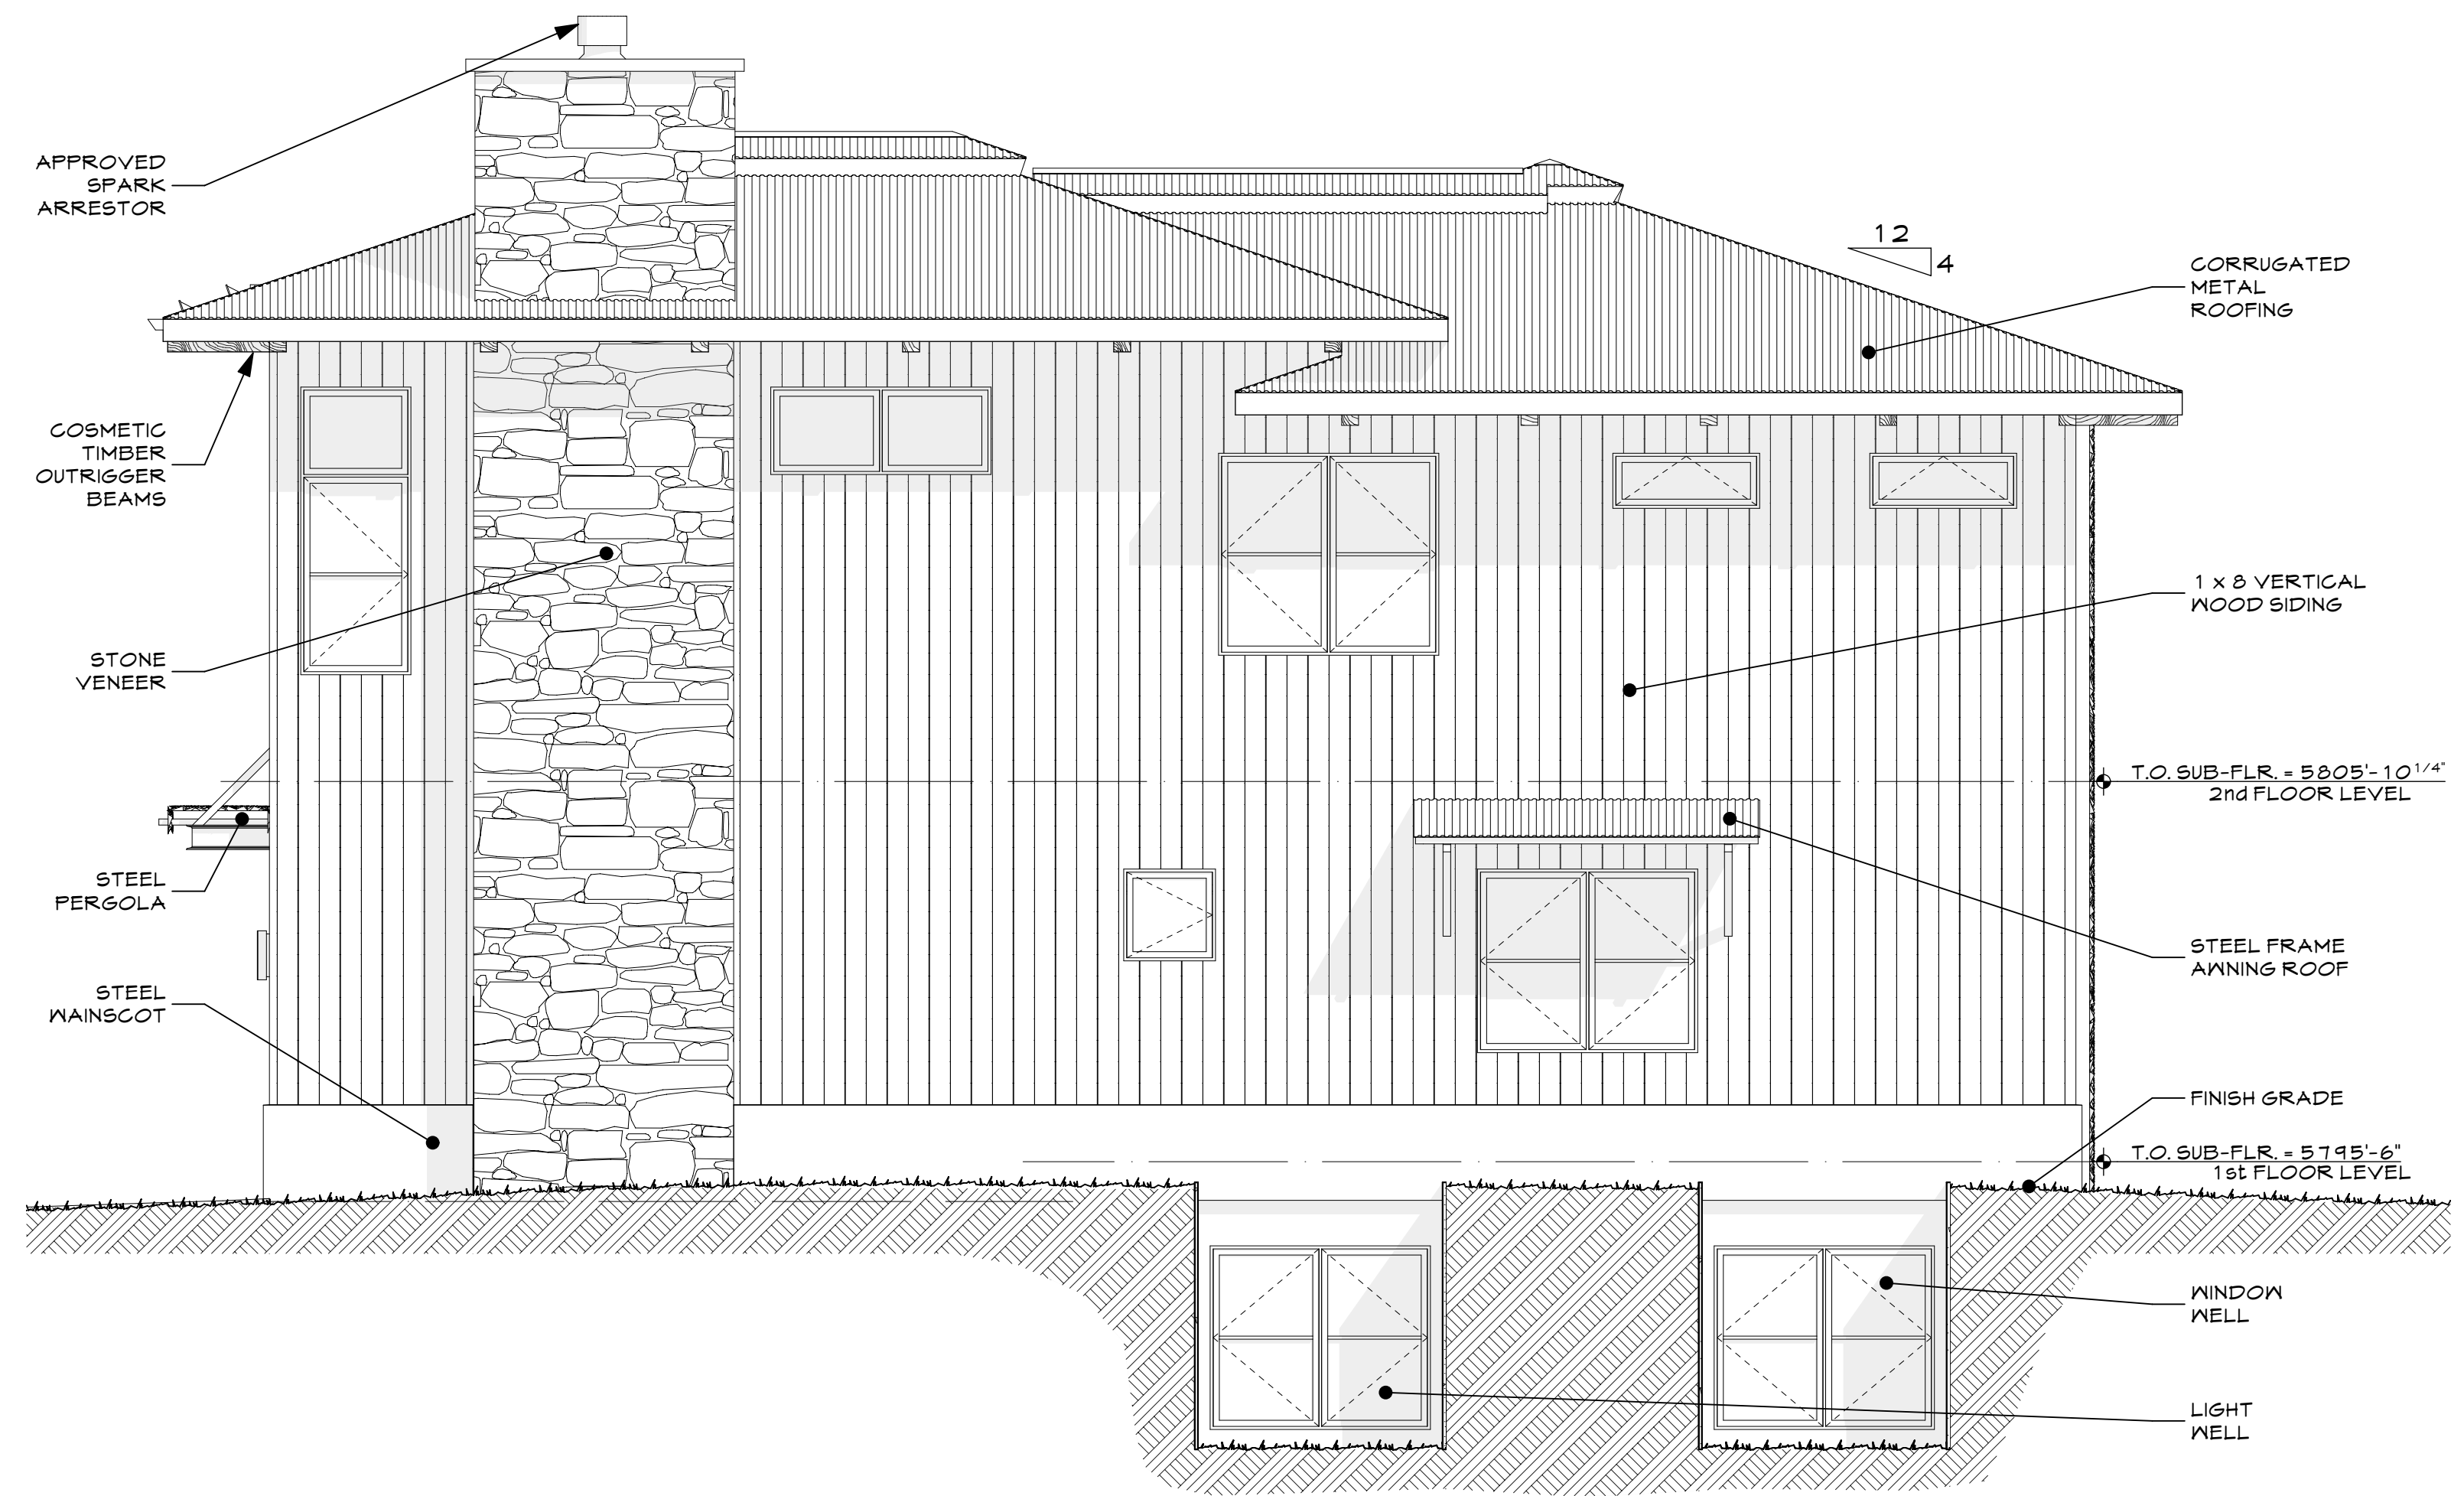 APPROVED
SPARK
ARRESTOR
COSMETIC
TIMBER
OUTRIGGER
BEAMS
STONE
VENEER
STEEL
PERGOLA
STEEL
WAINSCOT
12
4
CORRUGATED
METAL
ROOFING
1 x 8 VERTICAL
WOOD SIDING
T.O. SUB-FLR. = 5805'-10 1/4"
2nd FLOOR LEVEL
STEEL FRAME
AWNING ROOF
FINISH GRADE
T.O. SUB-FLR. = 5795'-6"
1st FLOOR LEVEL
WINDOW
WELL
LIGHT
WELL